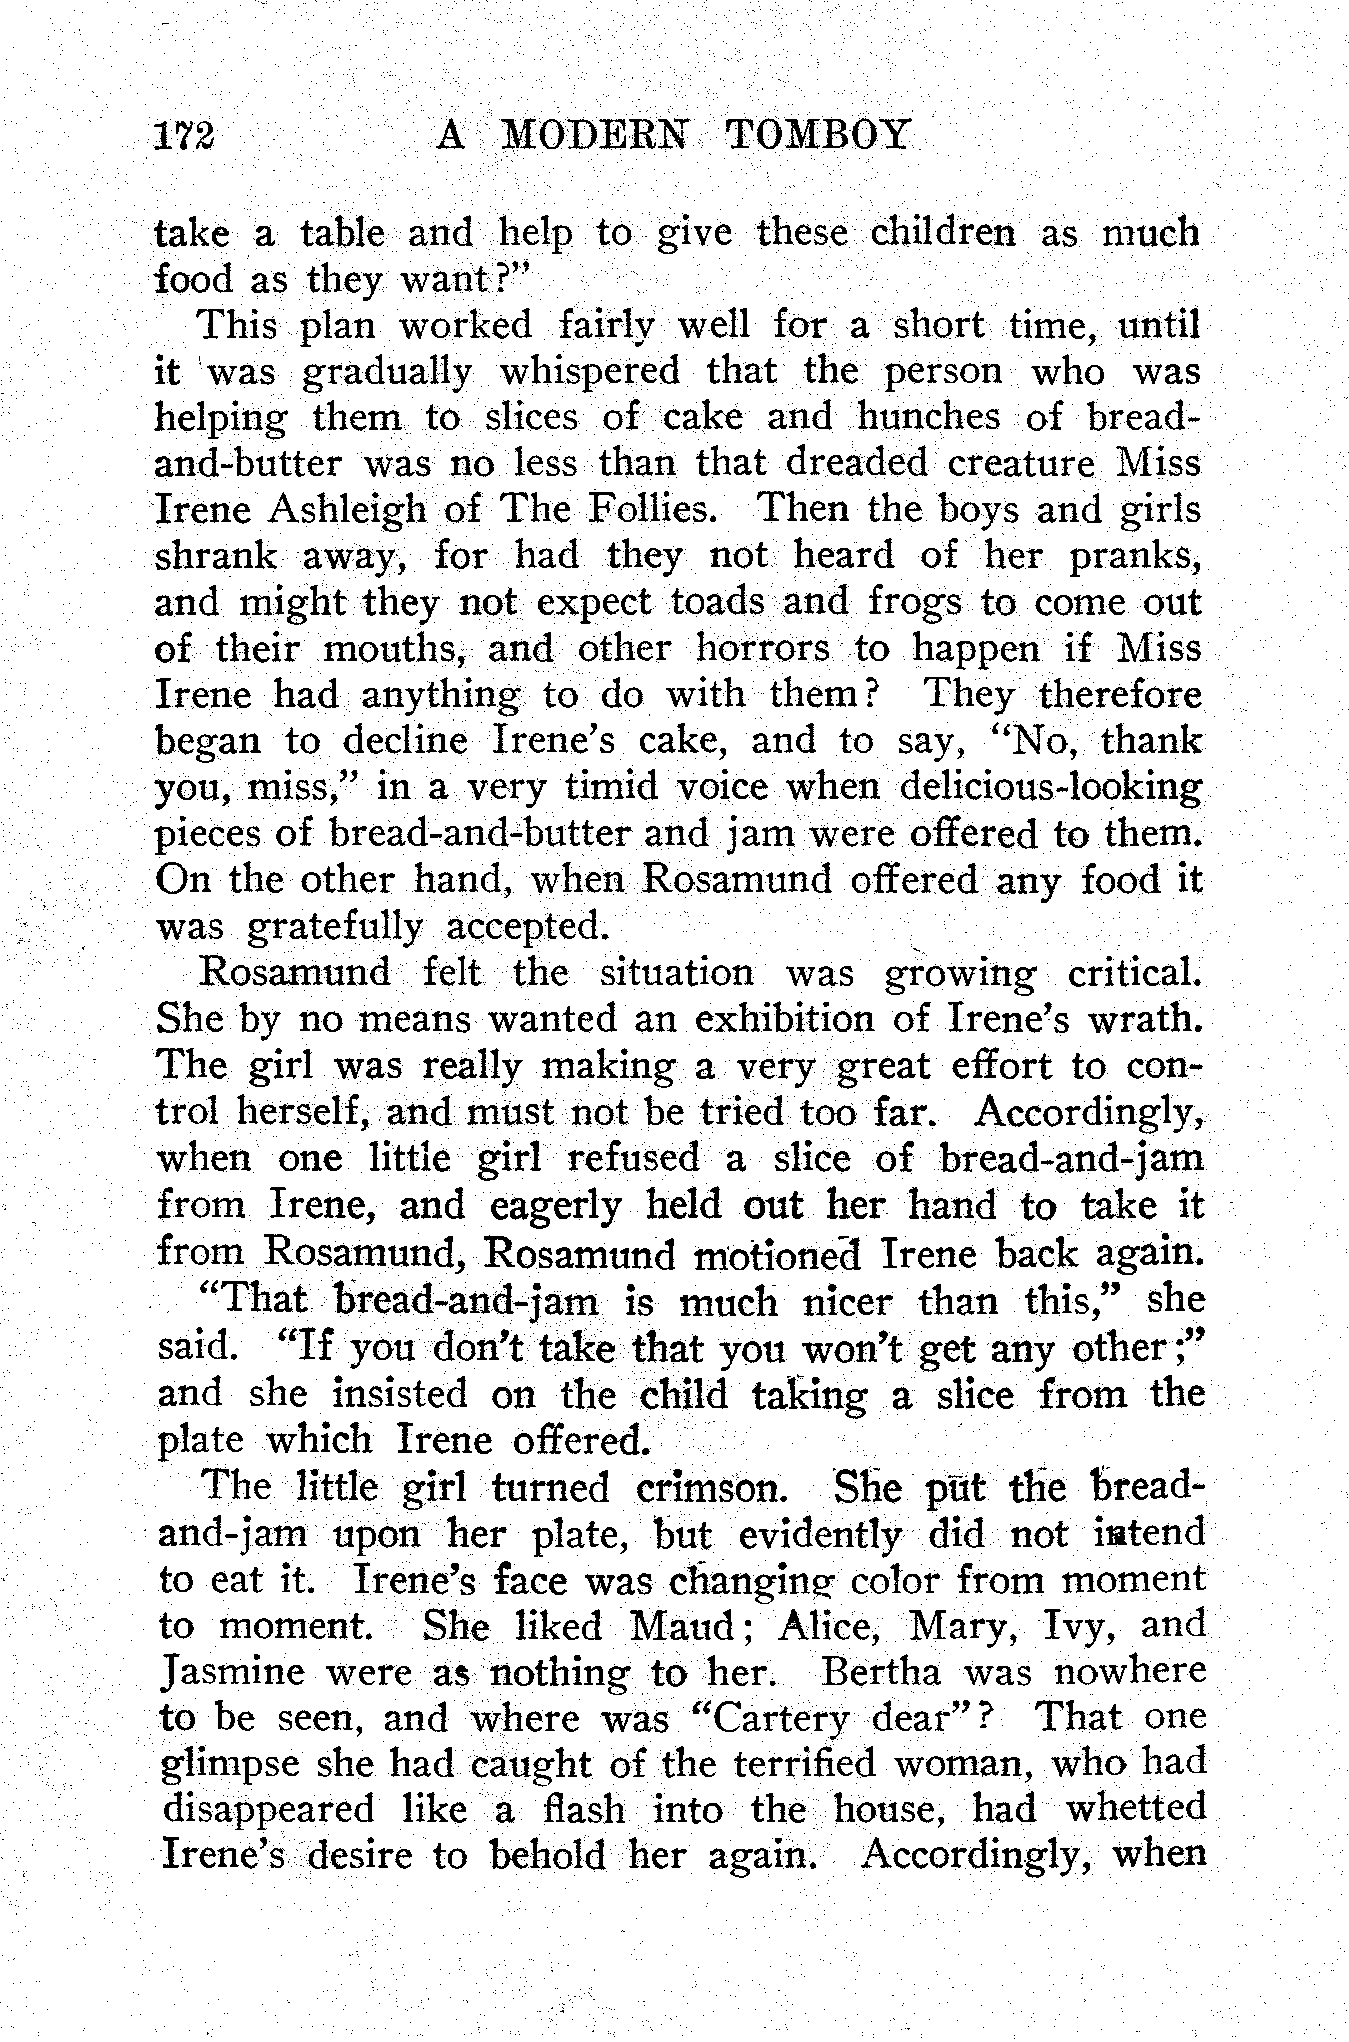 172 A MODERN TOMBOY
take a table and help to give these children as much
food as they want?"
This plan worked fairly well for a short time, until
it was gradually whispered that the person who was
helping them to slices of cake and hunches of bread-
and-butter was no less than that dreaded creature Miss
Irene Ashleigh of The Follies. Then the boys and girls
shrank away, for had they not heard of her pranks,
and might they not expect toads and frogs to come out
of their mouths, and other horrors to happen if Miss
Irene had anything to do with them? They therefore
began to decline Irene's cake, and to say, "No, thank
you, miss," in a very timid voice when delicious-looking
pieces of bread-and-butter and jam were offered to them.
On the other hand, when Rosamund offered any food it
was gratefully accepted.
Rosamund felt the situation was growing critical.
She by no means wanted an exhibition of Irene's wrath.
The girl was really making a very great effort to con-
trol herself, and must not be tried too far. Accordingly,
when one little girl refused a slice of bread-and-jam
from Irene, and eagerly held out her hand to take it
from Rosamund, Rosamund motioned Irene back again.
"That bread-and-jam is much nicer than this," she
said. "If you don't take that you won't get any other;"
and she insisted on the child taking a slice from the
plate which Irene offered.
The little girl turned crimson. She put the bread-
and-jam upon her plate, but evidently did not intend
to eat it. Irene's face was changing color from moment
to moment. She liked Maud; Alice, Mary, Ivy, and
Jasmine were as nothing to her. Bertha was nowhere
to be seen, and where was "Cartery dear"? That one
glimpse she had caught of the terrified woman, who had
disappeared like a flash into the house, had whetted
Irene's desire to behold her again. Accordingly, when